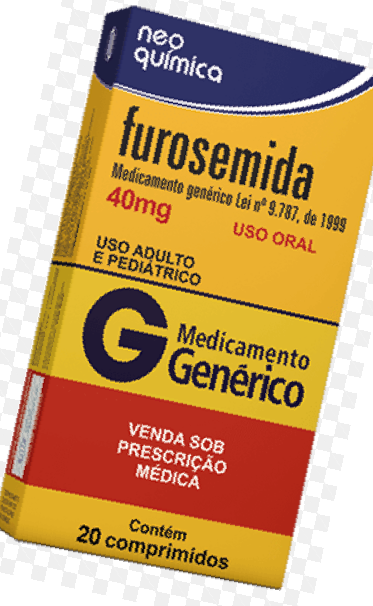 neo
química
furosemida
Medicamento genérico Lei nº 9.787, de 1999
40mg
USO ORAL
USO ADULTO
E PEDIÁTRICO
G Medicamento
Genérico
VENDA SOB
PRESCRIÇÃO
MÉDICA
Contém
20 comprimidos